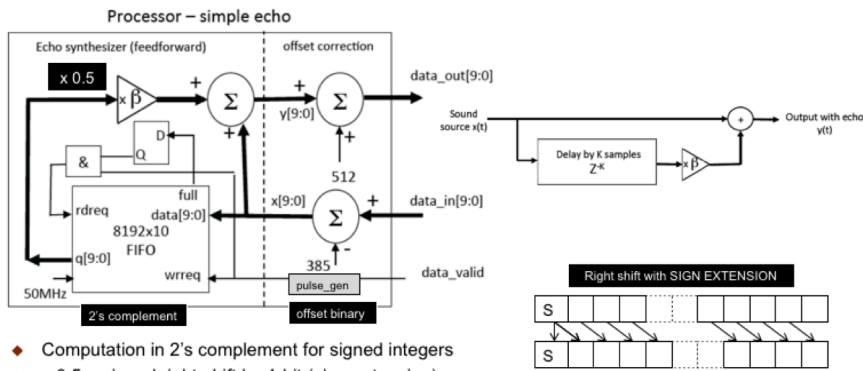 Processor – simple echo
Echo synthesizer (feedforward)
offset correction
x 0.5
x β
+
Σ
+
y[9:0]
+
Σ
+
512
data_out[9:0]
D
Q
&
full
rdreq
data[9:0]
8192x10
FIFO
q[9:0]
wrreq
50MHz
x[9:0]
Σ
+
-
385
data_in[9:0]
pulse_gen
data_valid
2's complement
offset binary
Sound
source x(t)
Delay by K samples
Z-K
x β
+
Output with echo
y(t)
Right shift with SIGN EXTENSION
S
S
Computation in 2's complement for signed integers